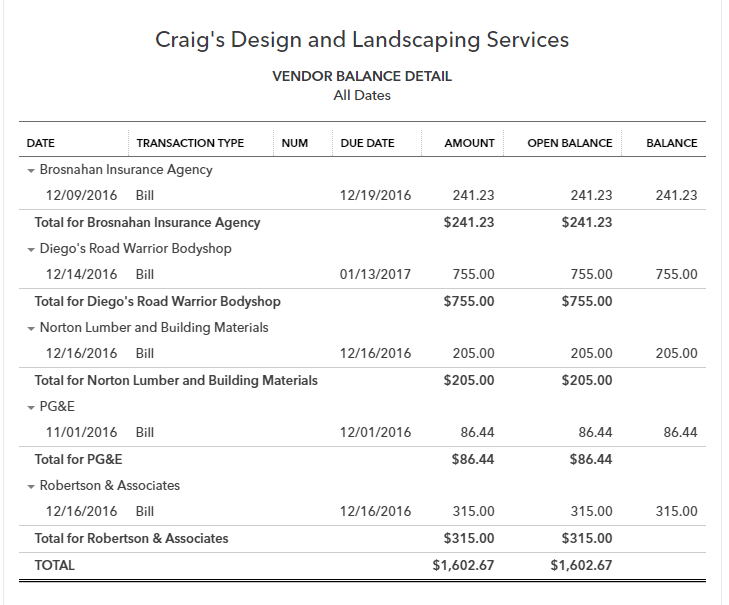 Craig's Design and Landscaping Services
VENDOR BALANCE DETAIL
All Dates
DATE TRANSACTION TYPE NUM DUE DATE AMOUNT OPEN BALANCE BALANCE
Brosnahan Insurance Agency
12/09/2016 Bill 12/19/2016 241.23 241.23 241.23
Total for Brosnahan Insurance Agency $241.23 $241.23
Diego's Road Warrior Bodyshop
12/14/2016 Bill 01/13/2017 755.00 755.00 755.00
Total for Diego's Road Warrior Bodyshop $755.00 $755.00
Norton Lumber and Building Materials
12/16/2016 Bill 12/16/2016 205.00 205.00 205.00
Total for Norton Lumber and Building Materials $205.00 $205.00
PG&E
11/01/2016 Bill 12/01/2016 86.44 86.44 86.44
Total for PG&E $86.44 $86.44
Robertson & Associates
12/16/2016 Bill 12/16/2016 315.00 315.00 315.00
Total for Robertson & Associates $315.00 $315.00
TOTAL $1,602.67 $1,602.67